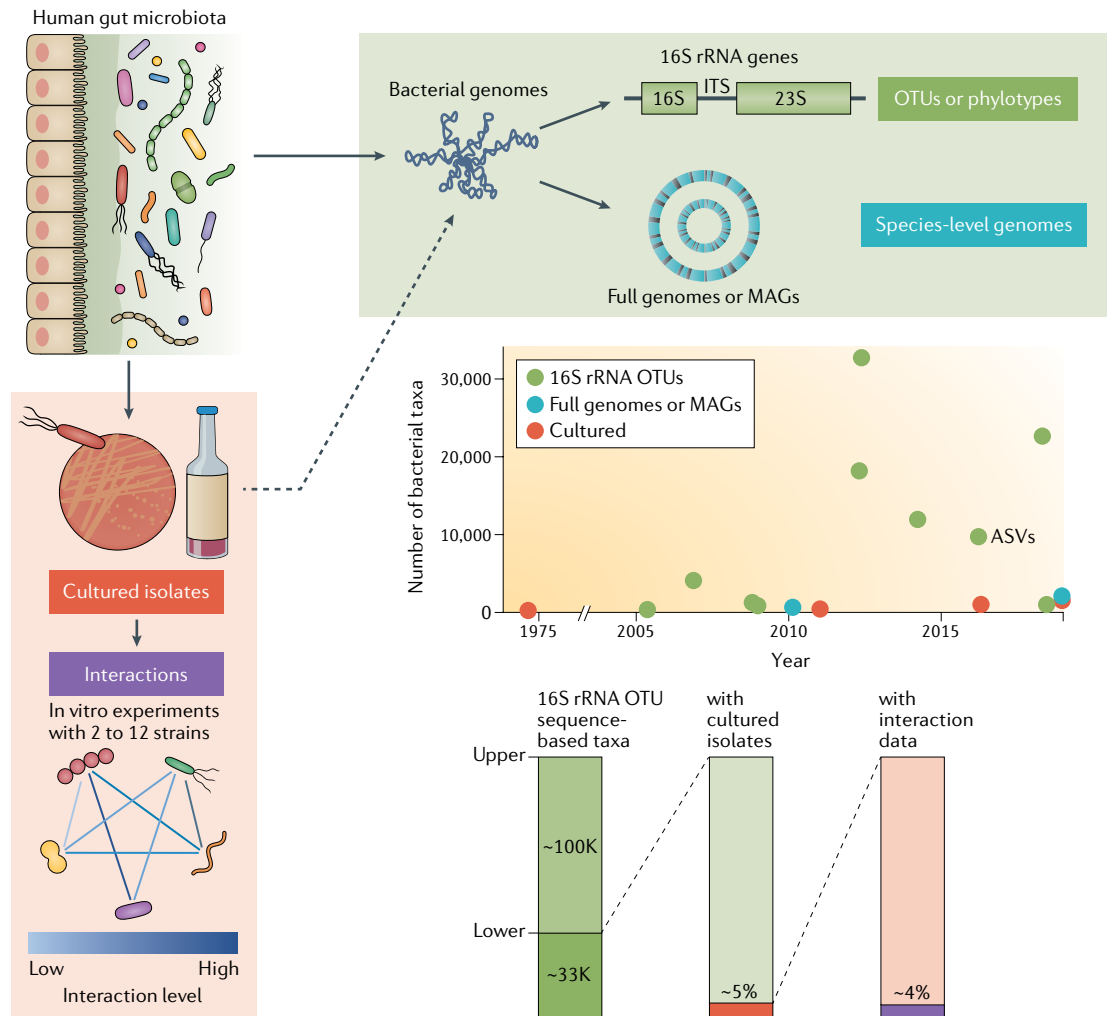 Human gut microbiota
Bacterial genomes
16S rRNA genes
ITS
16S
23S
OTUs or phylotypes
Species-level genomes
Full genomes or MAGs
Cultured isolates
Interactions
In vitro experiments
with 2 to 12 strains
Low
High
Interaction level
Number of bacterial taxa
30,000
20,000
10,000
0
16S rRNA OTUs
Full genomes or MAGs
Cultured
ASVs
1975
2005
2010
2015
Year
16S rRNA OTU
sequence-
based taxa
with
cultured
isolates
with
interaction
data
Upper
~100K
Lower
~33K
~5%
~4%